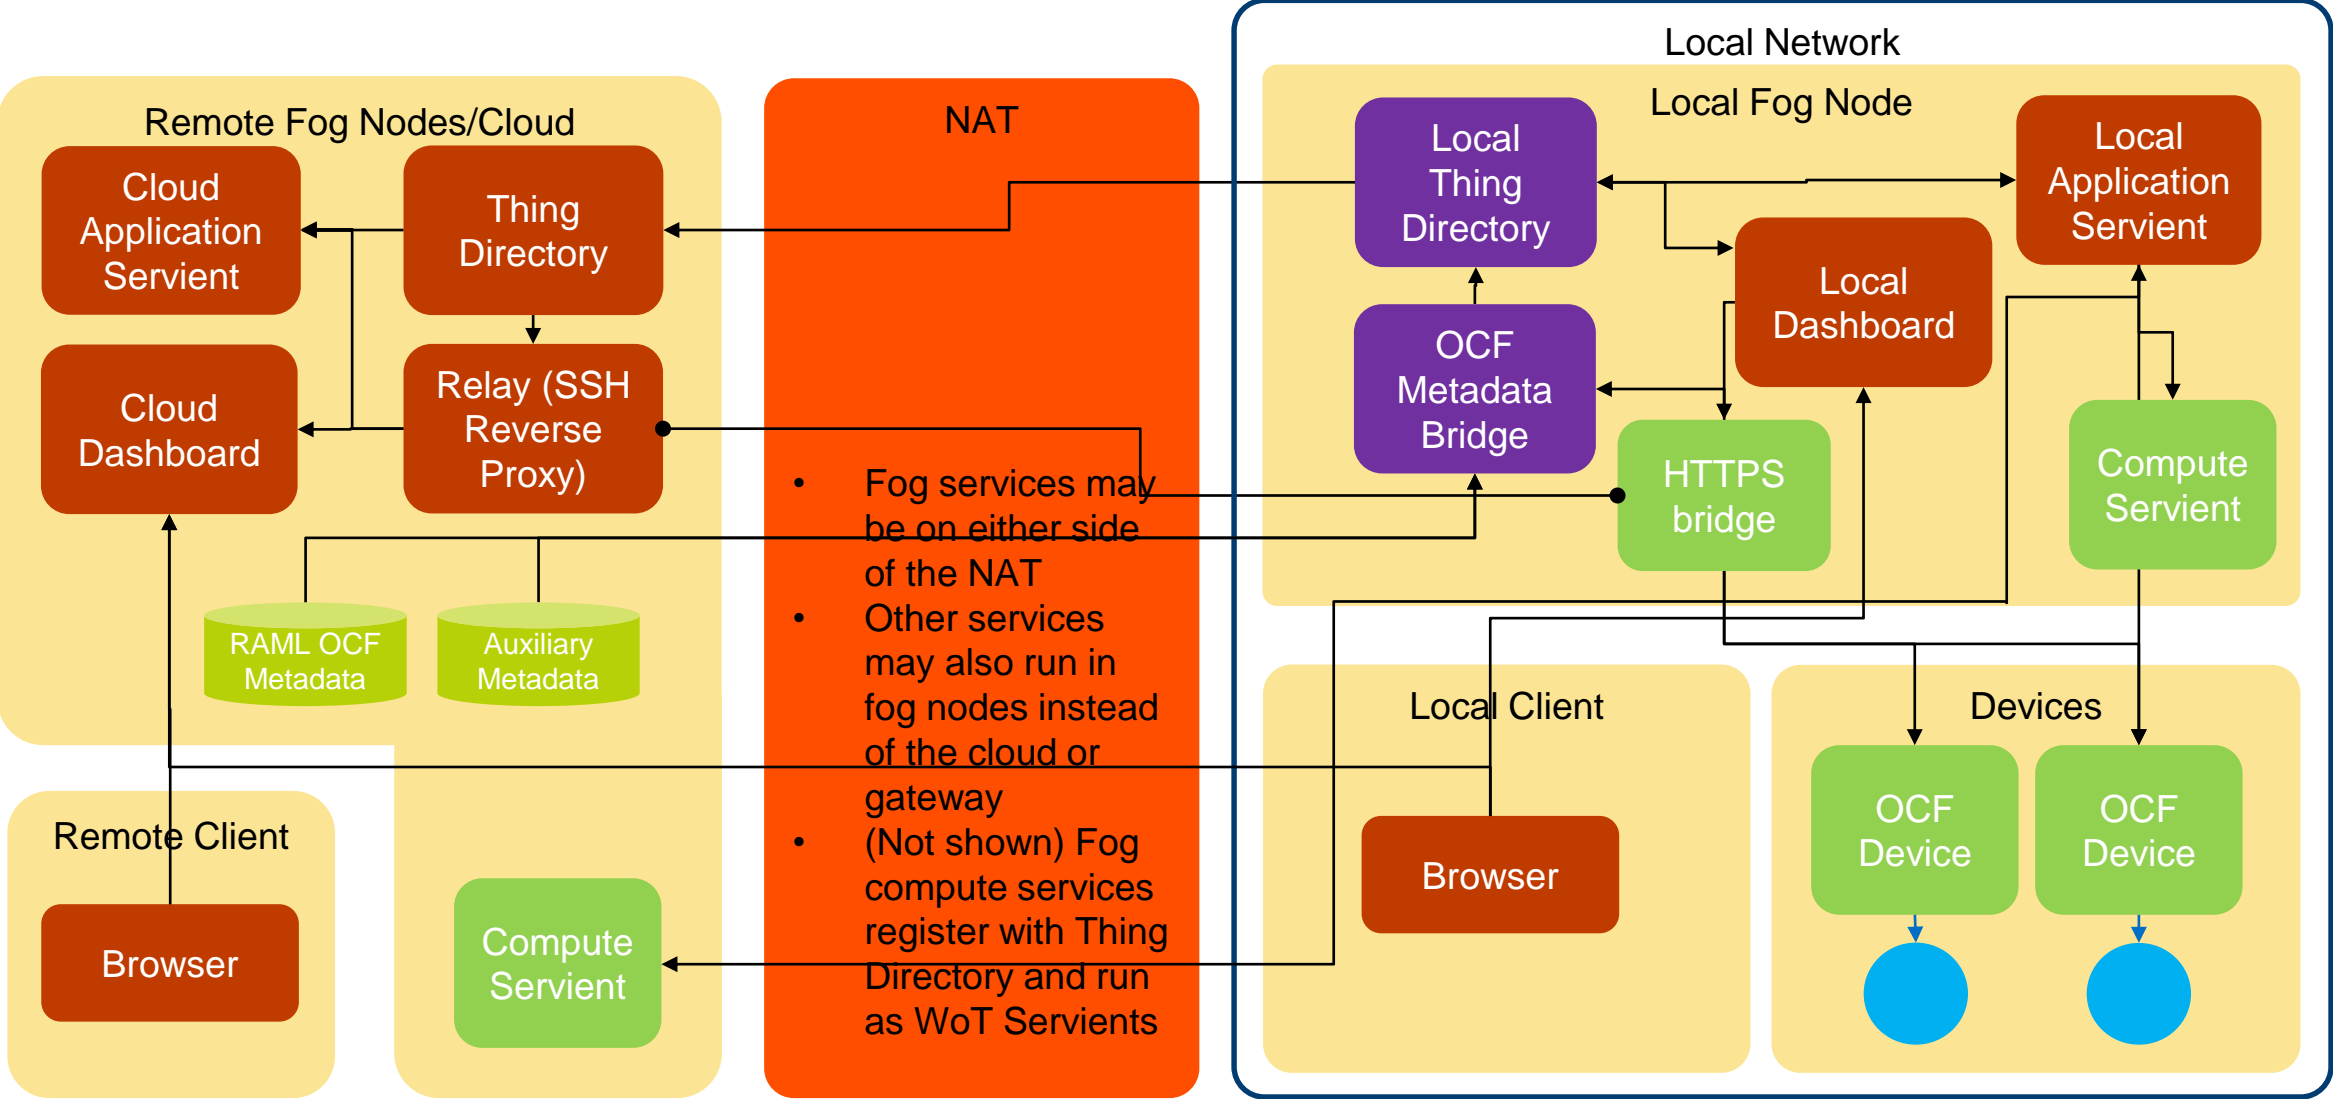 Remote Fog Nodes/Cloud
Cloud
Application
Servient
Thing
Directory
Cloud
Dashboard
Relay (SSH
Reverse
Proxy)
RAML OCF
Metadata
Auxiliary
Metadata
Remote Client
Browser
Compute
Servient
NAT
• Fog services may
be on either side
of the NAT
• Other services
may also run in
fog nodes instead
of the cloud or
gateway
• (Not shown) Fog
compute services
register with Thing
Directory and run
as WoT Servients
Local Network
Local Fog Node
Local
Thing
Directory
Local
Application
Servient
Local
Dashboard
OCF
Metadata
Bridge
HTTPS
bridge
Compute
Servient
Local Client
Browser
Devices
OCF
Device
OCF
Device